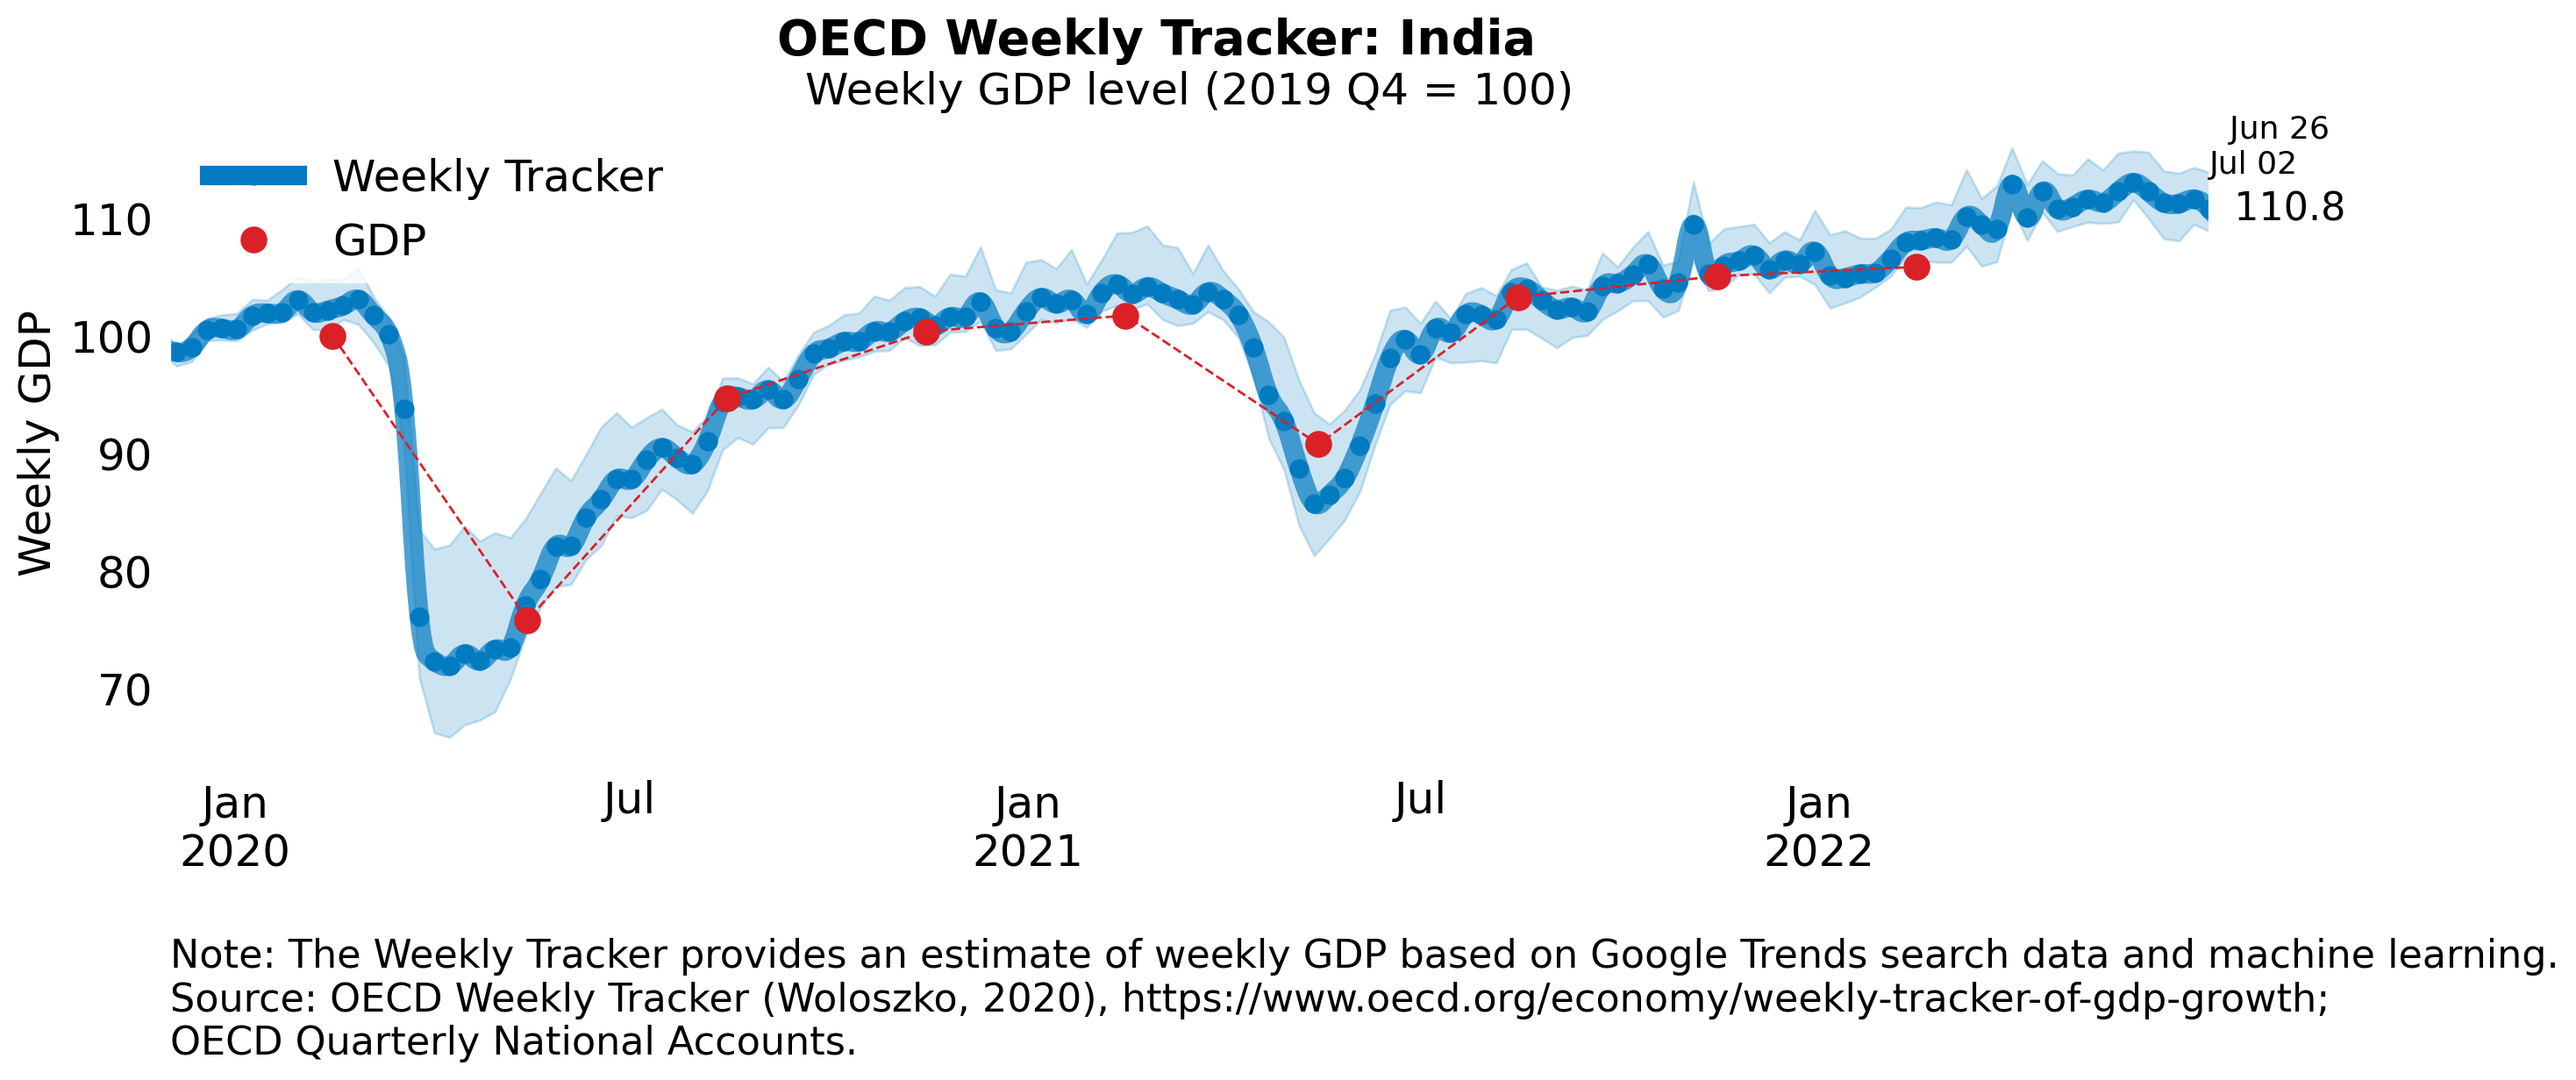 OECD Weekly Tracker: India
Weekly GDP level (2019 Q4 = 100)
Jun 26
Jul 02
110.8
Weekly Tracker
GDP
Weekly GDP
110
100
90
80
70
Jan
2020
Jul
Jan
2021
Jul
Jan
2022
Note: The Weekly Tracker provides an estimate of weekly GDP based on Google Trends search data and machine learning.
Source: OECD Weekly Tracker (Woloszko, 2020), https://www.oecd.org/economy/weekly-tracker-of-gdp-growth;
OECD Quarterly National Accounts.